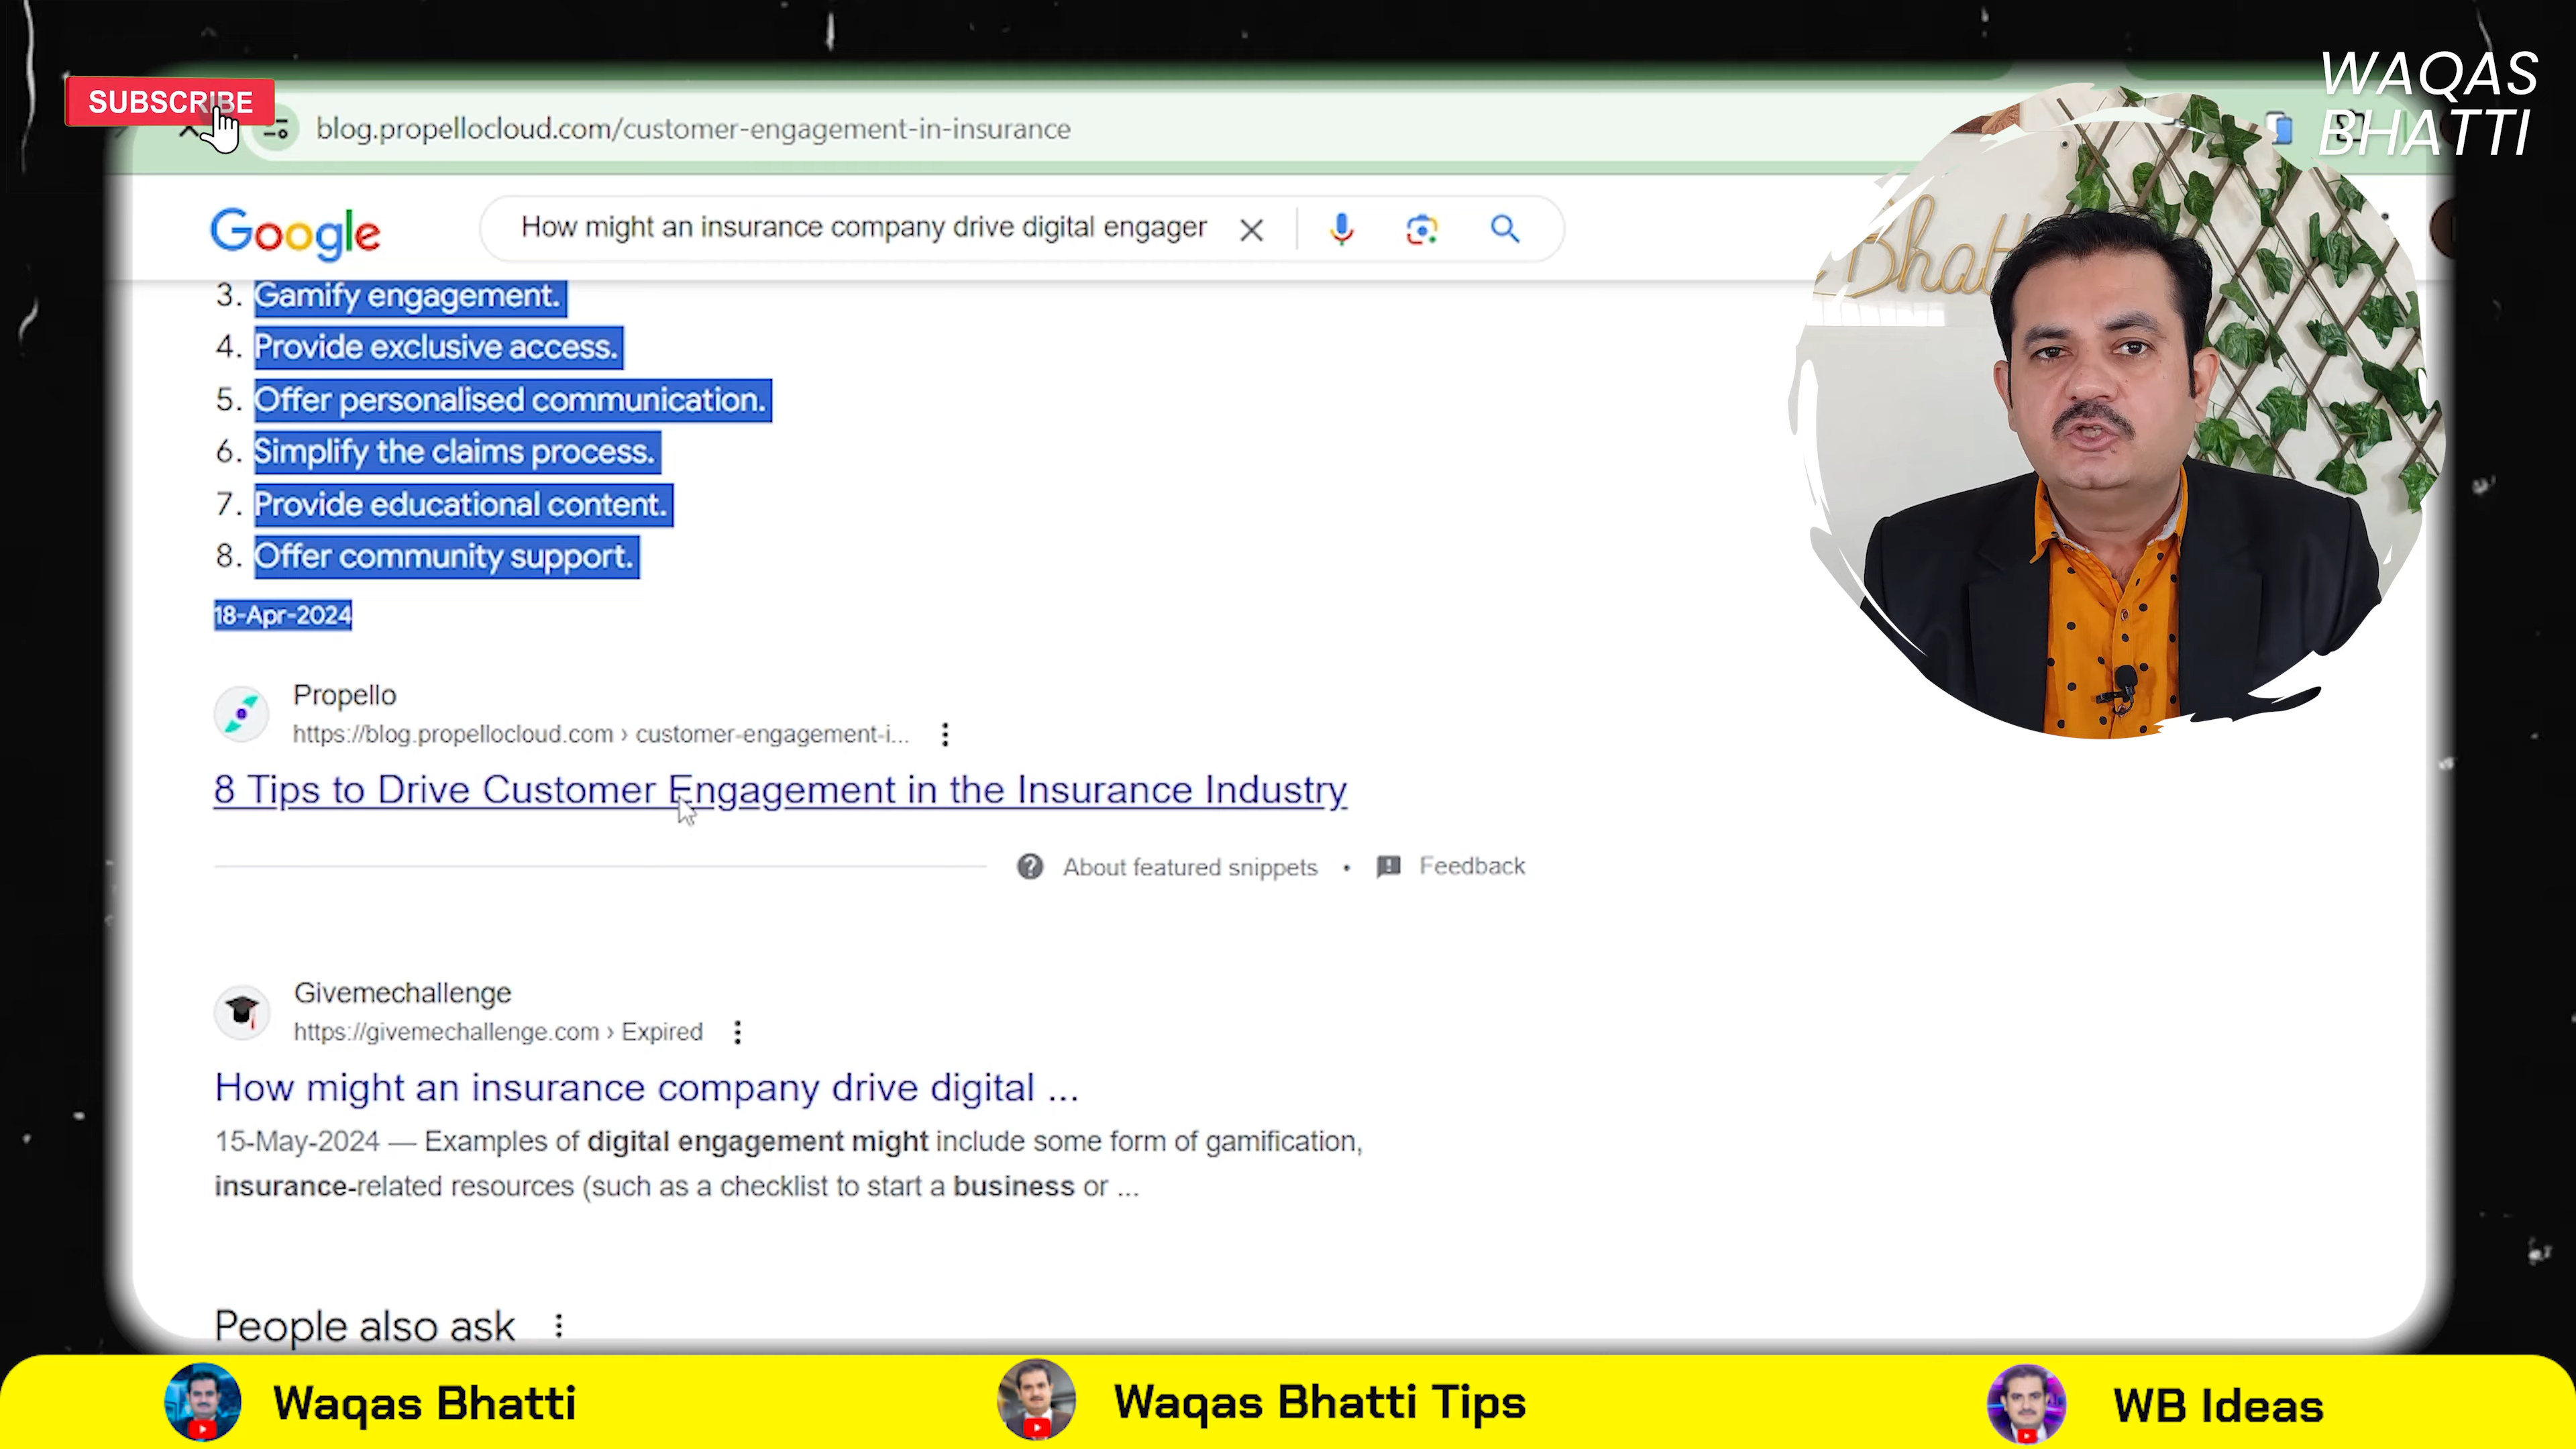 WAQAS
BHATTI
SUBSCRIBE
blog.propellocloud.com/customer-engagement-in-insurance
Google
How might an insurance company drive digital engager
Bhatt
3. Gamify engagement.
4. Provide exclusive access.
5. Offer personalised communication.
6. Simplify the claims process.
7. Provide educational content.
8. Offer community support.
18-Apr-2024
Propello
https://blog.propellocloud.com › customer-engagement-i...
8 Tips to Drive Customer Engagement in the Insurance Industry
About featured snippets • Feedback
Givemechallenge
https://givemechallenge.com › Expired
How might an insurance company drive digital ...
15-May-2024 — Examples of digital engagement might include some form of gamification,
insurance-related resources (such as a checklist to start a business or ...
People also ask
Waqas Bhatti
Waqas Bhatti Tips
WB Ideas